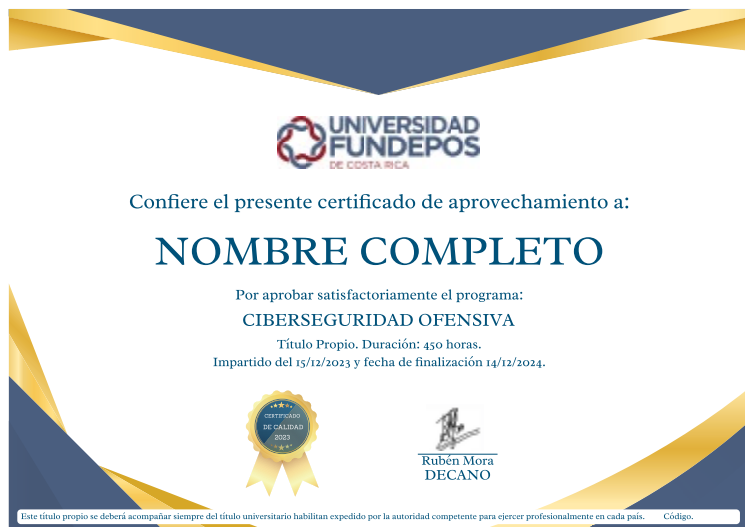 UNIVERSIDAD
FUNDEPOS
DE COSTA RICA
Confiere el presente certificado de aprovechamiento a:
NOMBRE COMPLETO
Por aprobar satisfactoriamente el programa:
CIBERSEGURIDAD OFENSIVA
Título Propio. Duración: 450 horas.
Impartido del 15/12/2023 y fecha de finalización 14/12/2024.
CERTIFICADO
DE CALIDAD
2023
Rubén Mora
DECANO
Este título propio se deberá acompañar siempre del título universitario habilitan expedido por la autoridad competente para ejercer profesionalmente en cada país. Código.